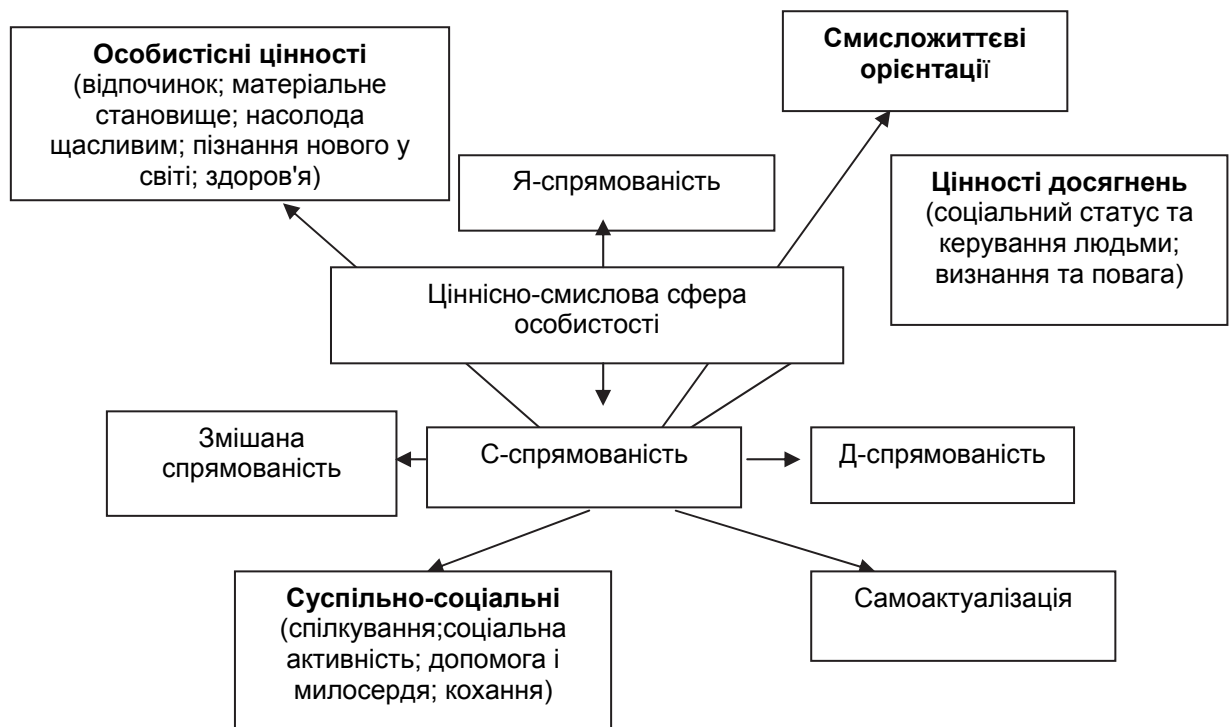 Особистісні цінності
(відпочинок; матеріальне
становище; насолода
щасливим; пізнання нового у
світі; здоров'я)
Смисложиттєві
орієнтації
Я-спрямованість
Цінності досягнень
(соціальний статус та
керування людьми;
визнання та повага)
Ціннісно-смислова сфера
особистості
Змішана
спрямованість
С-спрямованість
Д-спрямованість
Суспільно-соціальні
(спілкування;соціальна
активність; допомога і
милосердя; кохання)
Самоактуалізація